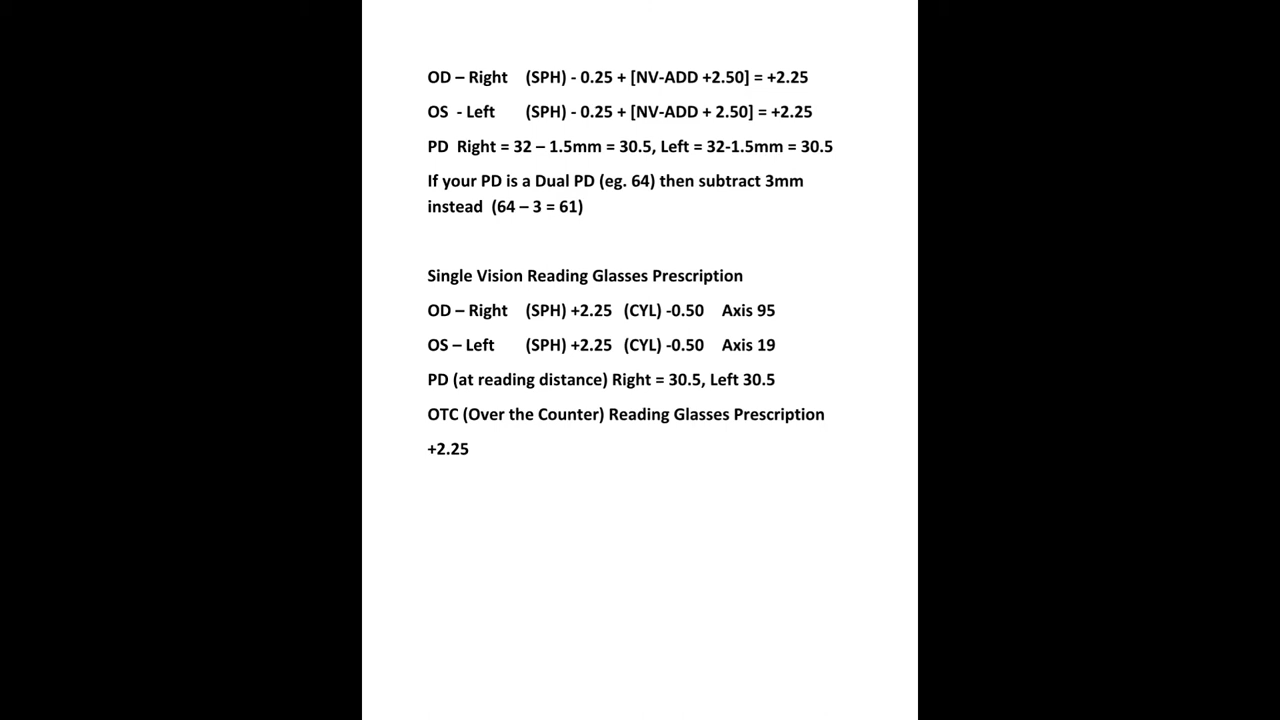 OD – Right (SPH) - 0.25 + [NV-ADD +2.50] = +2.25
OS - Left (SPH) - 0.25 + [NV-ADD + 2.50] = +2.25
PD Right = 32 – 1.5mm = 30.5, Left = 32-1.5mm = 30.5
If your PD is a Dual PD (eg. 64) then subtract 3mm
instead (64 – 3 = 61)
Single Vision Reading Glasses Prescription
OD – Right (SPH) +2.25 (CYL) -0.50 Axis 95
OS – Left (SPH) +2.25 (CYL) -0.50 Axis 19
PD (at reading distance) Right = 30.5, Left 30.5
OTC (Over the Counter) Reading Glasses Prescription
+2.25